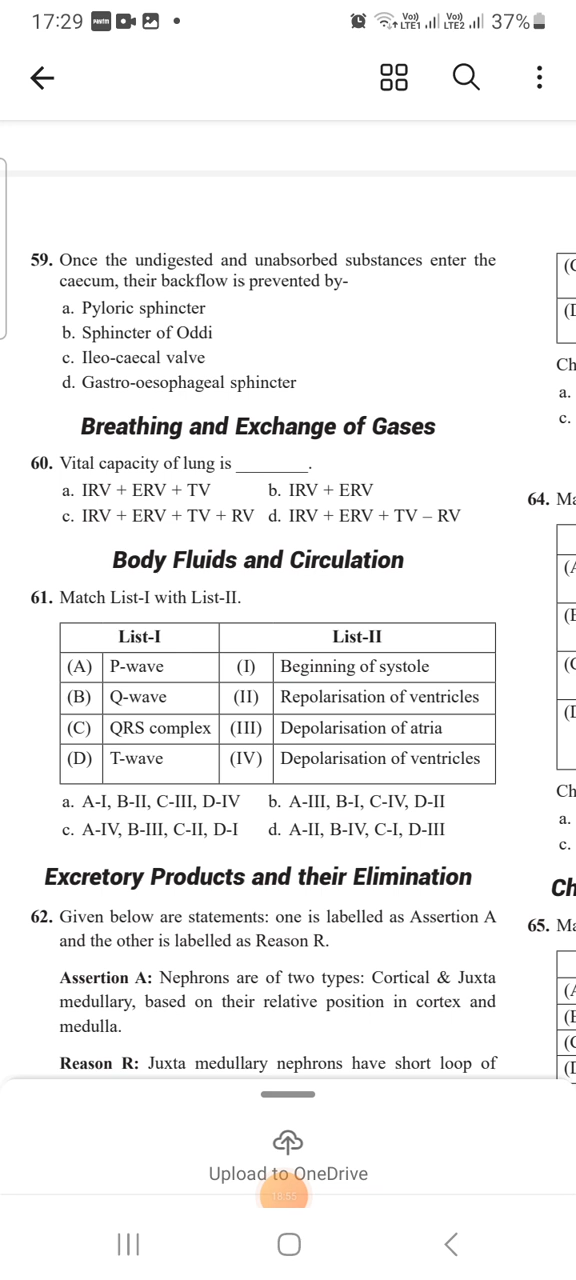 17:29 Paytm Vo)) LTE1 Vo)) LTE2 37%
59. Once the undigested and unabsorbed substances enter the
caecum, their backflow is prevented by-
a. Pyloric sphincter
b. Sphincter of Oddi
c. Ileo-caecal valve
d. Gastro-oesophageal sphincter
Breathing and Exchange of Gases
60. Vital capacity of lung is ________.
a. IRV + ERV + TV b. IRV + ERV
c. IRV + ERV + TV + RV d. IRV + ERV + TV – RV
Body Fluids and Circulation
61. Match List-I with List-II.
List-I List-II
(A) P-wave (I) Beginning of systole
(B) Q-wave (II) Repolarisation of ventricles
(C) QRS complex (III) Depolarisation of atria
(D) T-wave (IV) Depolarisation of ventricles
a. A-I, B-II, C-III, D-IV b. A-III, B-I, C-IV, D-II
c. A-IV, B-III, C-II, D-I d. A-II, B-IV, C-I, D-III
Excretory Products and their Elimination
62. Given below are statements: one is labelled as Assertion A
and the other is labelled as Reason R.
Assertion A: Nephrons are of two types: Cortical & Juxta
medullary, based on their relative position in cortex and
medulla.
Reason R: Juxta medullary nephrons have short loop of
Ch
a.
c.
64. Ma
Ch
a.
c.
Ch
65. Ma
Upload to OneDrive
18:55